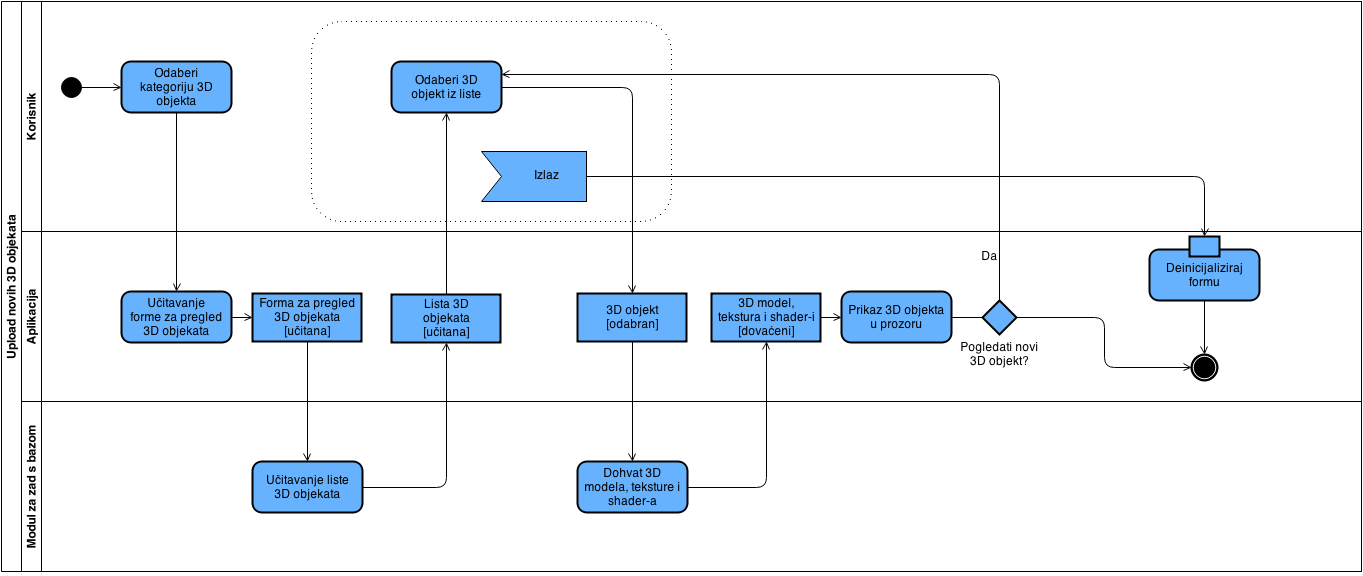 Upload novih 3D objekata
Korisnik
Odaberi
kategoriju 3D
objekta
Odaberi 3D
objekt iz liste
Izlaz
Aplikacija
Učitavanje
forme za pregled
3D objekata
Forma za pregled
3D objekata
[učitana]
Lista 3D
objekata
[učitana]
3D objekt
[odabran]
3D model,
tekstura i shader-i
[dovaćeni]
Prikaz 3D objekta
u prozoru
Da
Pogledati novi
3D objekt?
Deinicijaliziraj
formu
Modul za zad s bazom
Učitavanje liste
3D objekata
Dohvat 3D
modela, teksture i
shader-a